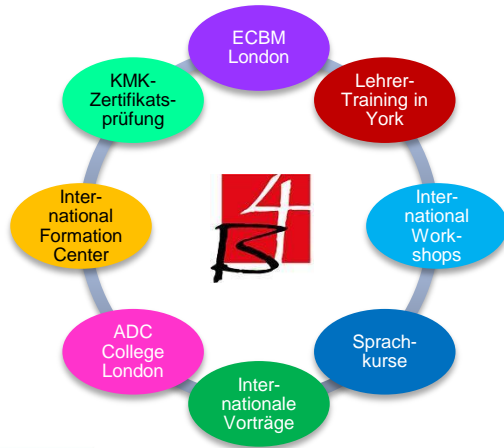 ECBM
London
Lehrer-
Training in
York
Inter-
national
Work-
shops
Sprach-
kurse
Inter-
nationale
Vorträge
ADC
College
London
Inter-
national
Formation
Center
KMK-
Zertifikats-
prüfung
B4